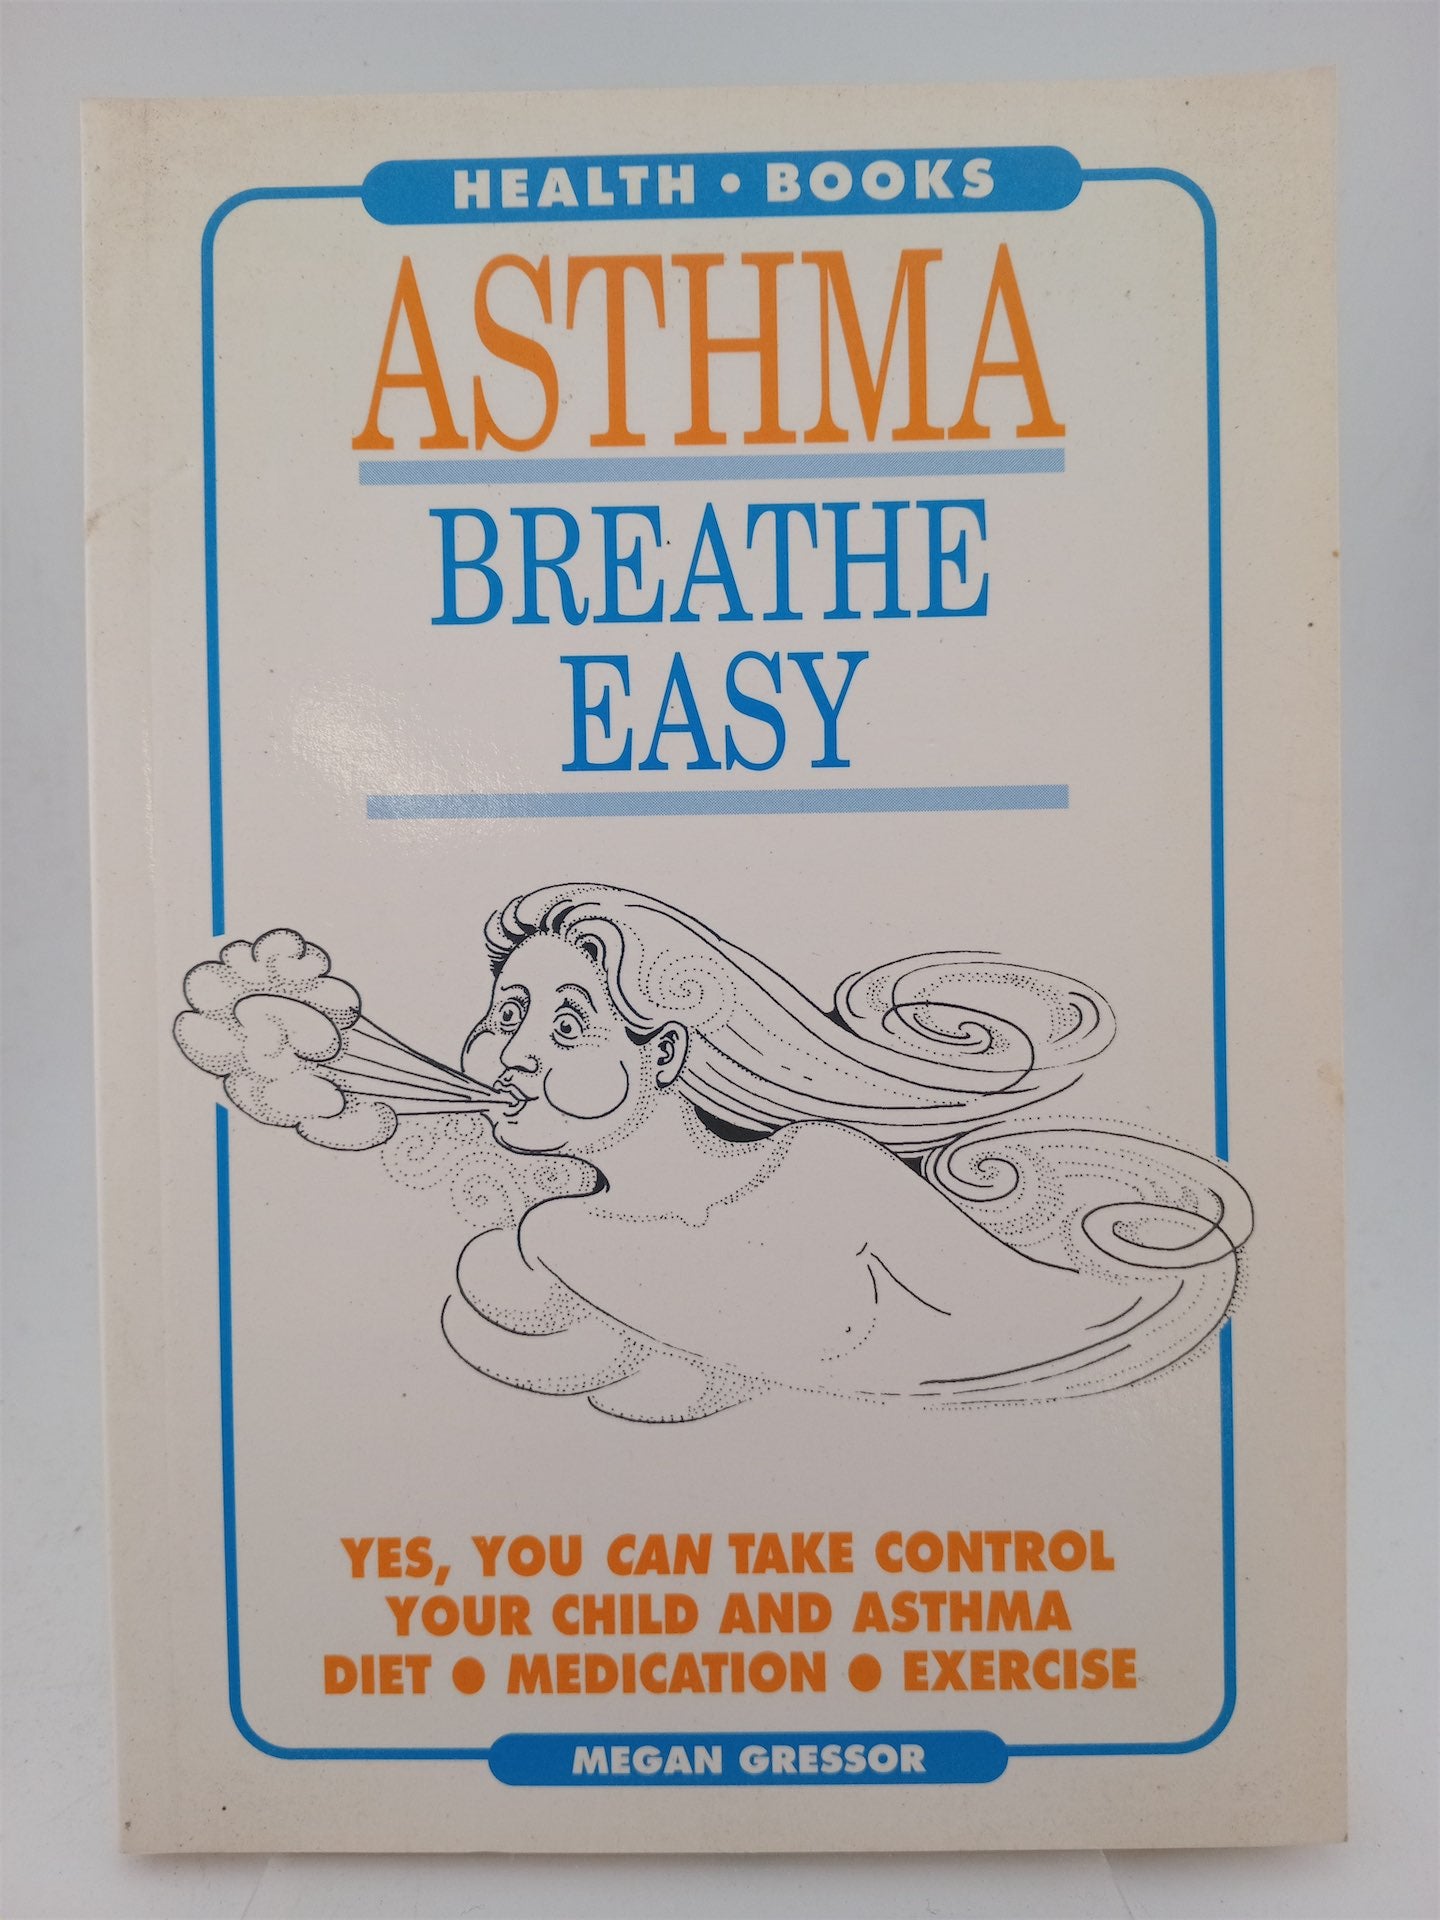 HEALTH • BOOKS
ASTHMA
BREATHE
EASY
YES, YOU CAN TAKE CONTROL
YOUR CHILD AND ASTHMA
DIET ● MEDICATION ● EXERCISE
MEGAN GRESSOR